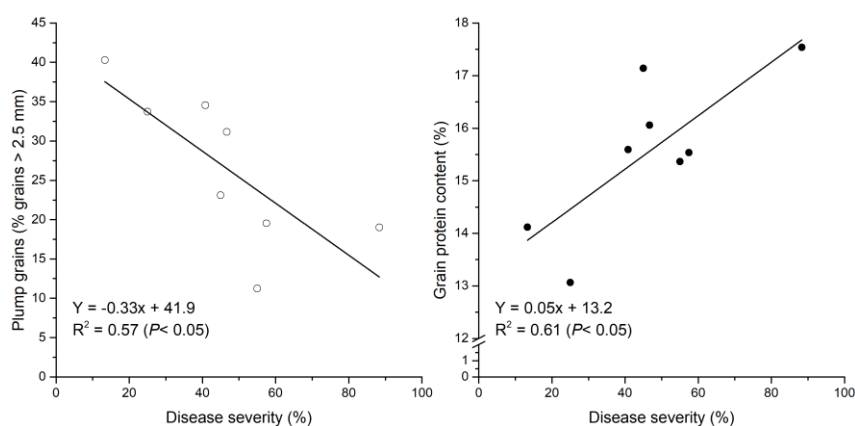 45
40
35
30
25
20
15
10
5
0
Plump grains (% grains > 2.5 mm)
Y = -0.33x + 41.9
R² = 0.57 (P< 0.05)
0 20 40 60 80 100
Disease severity (%)
18
17
16
15
14
13
12
1
0
Grain protein content (%)
Y = 0.05x + 13.2
R² = 0.61 (P< 0.05)
0 20 40 60 80 100
Disease severity (%)